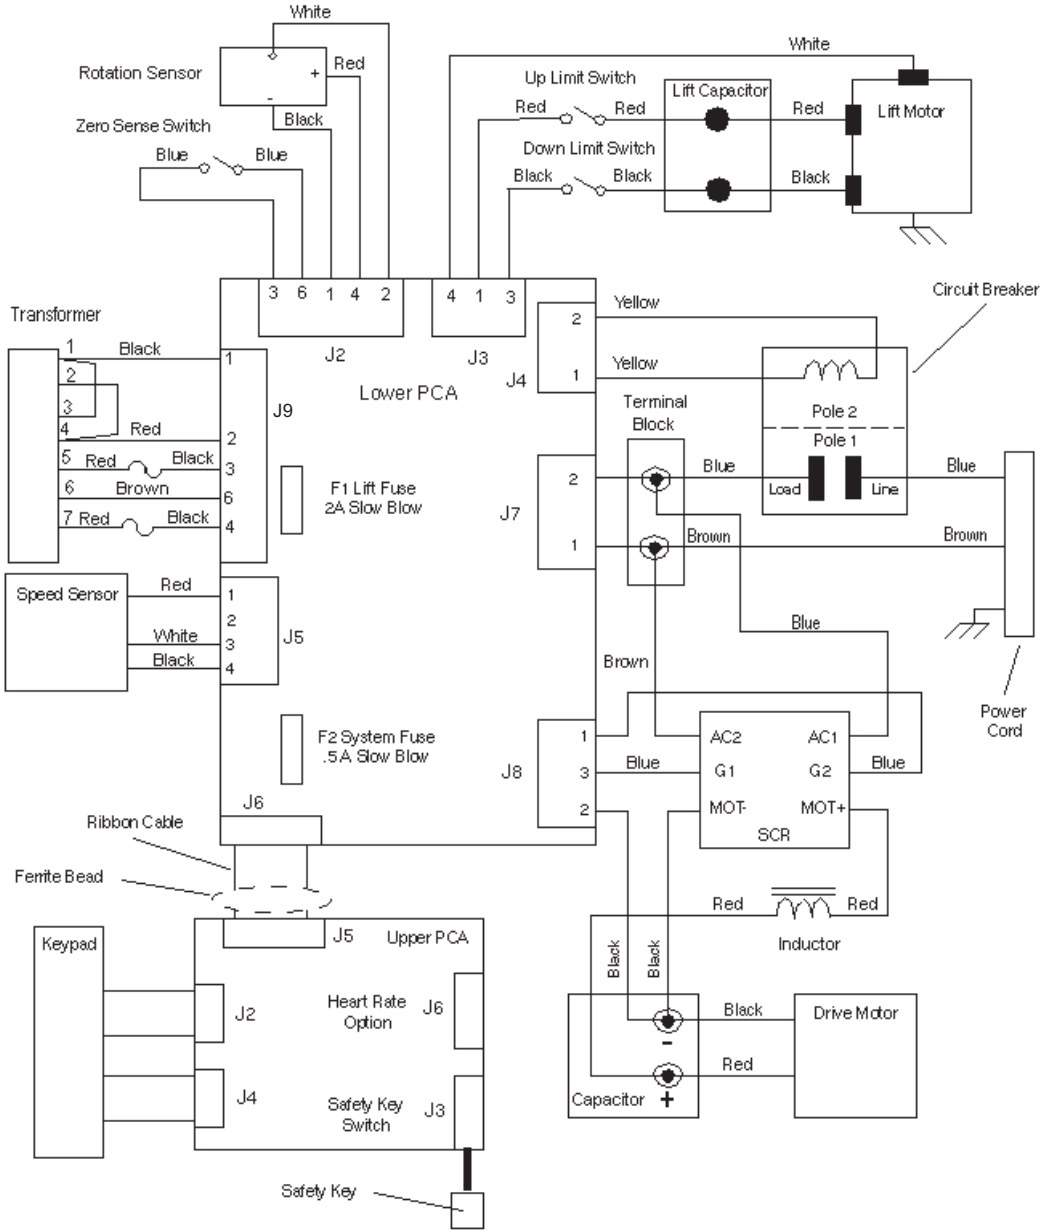 White
White
Rotation Sensor
+
Red
-
Black
Up Limit Switch
Red
Red
Lift Capacitor
Red
Lift Motor
Zero Sense Switch
Blue
Blue
Down Limit Switch
Black
Black
Black
3 6 1 4 2
J2
4 1 3
J3
Circuit Breaker
Transformer
1 Black 1
2
3
4 Red 2
5 Red Black 3
6 Brown 6
7 Red Black 4
J9
Lower PCA
2 Yellow
1 Yellow
J4
Pole 2
Pole 1
Load
Line
Terminal
Block
F1 Lift Fuse
2A Slow Blow
J7
2
Blue
Blue
1
Brown
Brown
Speed Sensor
Red 1
2
White 3
Black 4
J5
Blue
Brown
Power
Cord
F2 System Fuse
.5A Slow Blow
J8
1
3
2
Blue
AC2
AC1
G1
G2
MOT-
MOT+
SCR
Blue
J6
Ribbon Cable
Ferrite Bead
Red
Red
Inductor
Black
Black
J5
Upper PCA
Keypad
J2
Heart Rate
Option
J6
J4
Safety Key
Switch
J3
Black
Drive Motor
-
Red
Capacitor
+
Safety Key